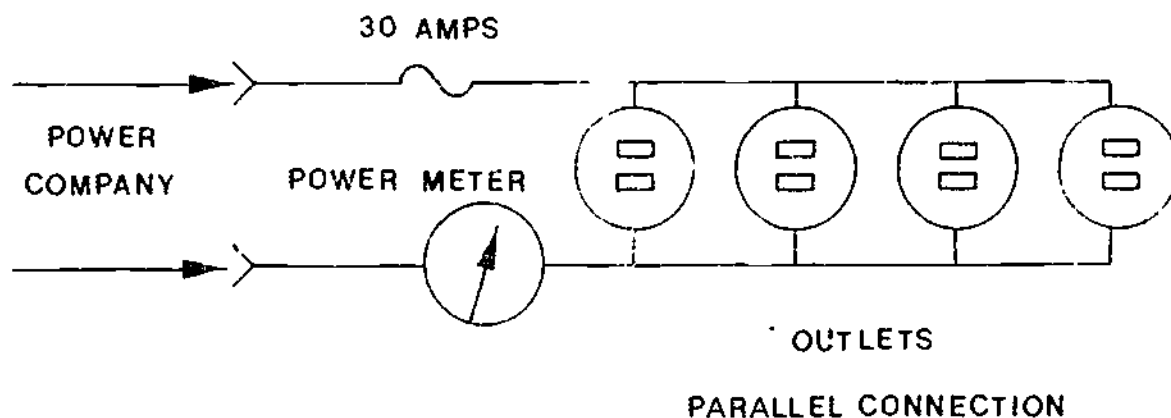 30 AMPS
POWER
COMPANY
POWER METER
OUTLETS
PARALLEL CONNECTION